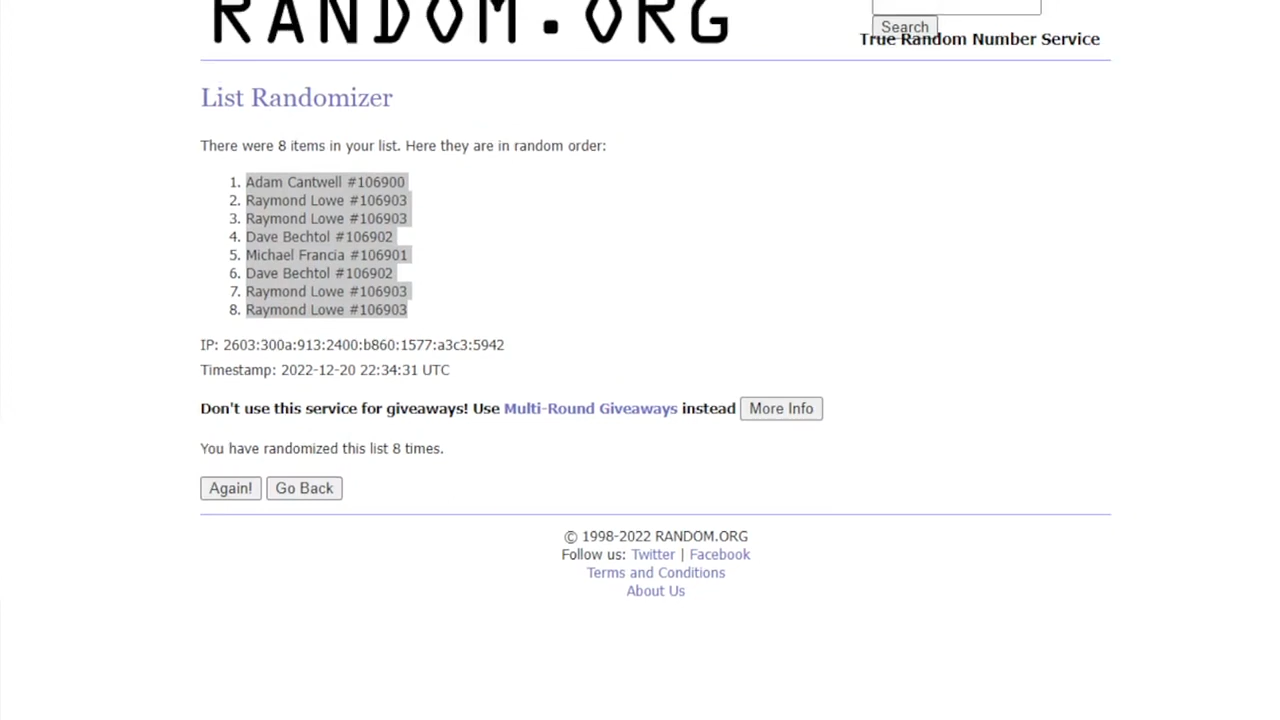 RANDOM.ORG
Search
True Random Number Service
List Randomizer
There were 8 items in your list. Here they are in random order:
1. Adam Cantwell #106900
2. Raymond Lowe #106903
3. Raymond Lowe #106903
4. Dave Bechtol #106902
5. Michael Francia #106901
6. Dave Bechtol #106902
7. Raymond Lowe #106903
8. Raymond Lowe #106903
IP: 2603:300a:913:2400:b860:1577:a3c3:5942
Timestamp: 2022-12-20 22:34:31 UTC
Don't use this service for giveaways! Use Multi-Round Giveaways instead More Info
You have randomized this list 8 times.
Again! Go Back
© 1998-2022 RANDOM.ORG
Follow us: Twitter | Facebook
Terms and Conditions
About Us